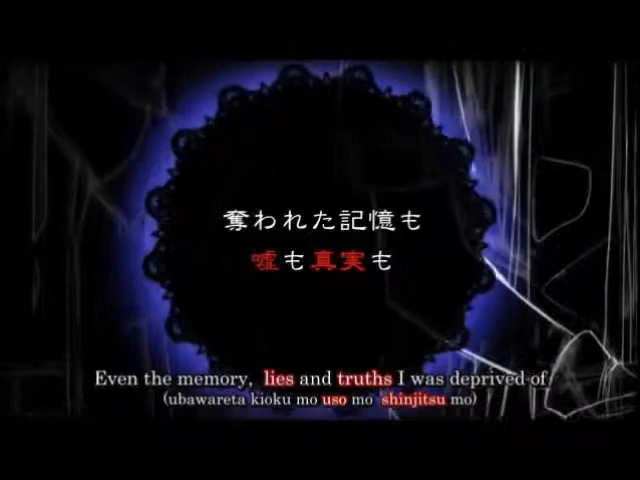 奪われた記憶も
嘘も真実も
Even the memory, lies and truths I was deprived of
(ubawareta kioku mo uso mo shinjitsu mo)